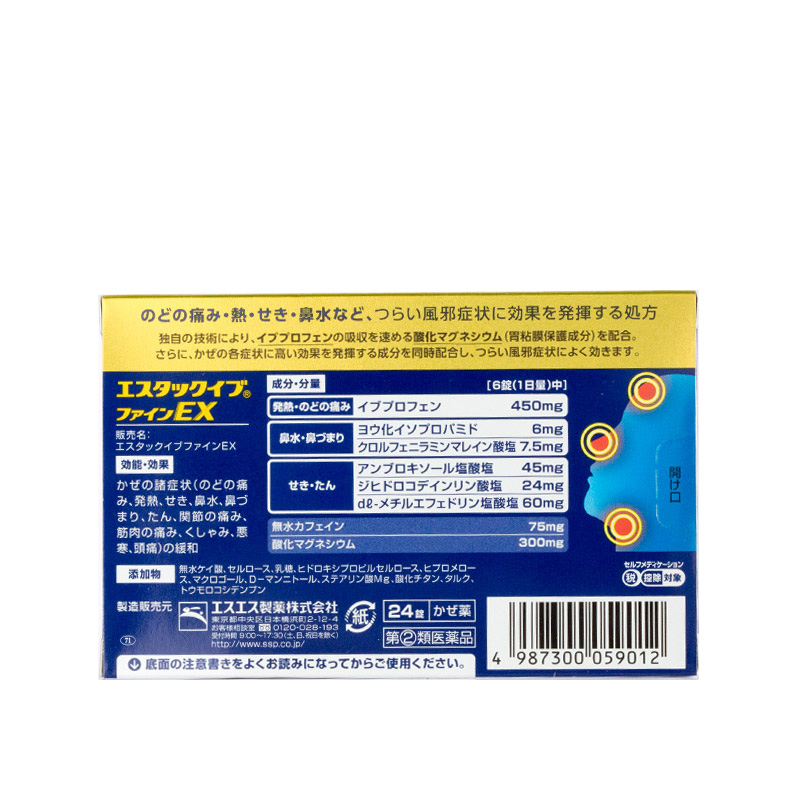 のどの痛み・熱・せき・鼻水など、つらい風邪症状に効果を発揮する処方
独自の技術により、イブプロフェンの吸収を速める酸化マグネシウム(胃粘膜保護成分)を配合。
さらに、かぜの各症状に高い効果を発揮する成分を同時配合し、つらい風邪症状によく効きます。
エスタックイブ®
ファインEX
販売名:
エスタックイブファインEX
効能・効果
かぜの諸症状(のどの痛
み、発熱、せき、鼻水、鼻づ
まり、たん、関節の痛み、
筋肉の痛み、くしゃみ、悪
寒、頭痛)の緩和
成分・分量 [6錠(1日量)中]
発熱・のどの痛み イブプロフェン 450mg
鼻水・鼻づまり
ヨウ化イソプロパミド 6mg
クロルフェニラミンマレイン酸塩 7.5mg
せき・たん
アンブロキソール塩酸塩 45mg
ジヒドロコデインリン酸塩 24mg
dℓ-メチルエフェドリン塩酸塩 60mg
無水カフェイン 75mg
酸化マグネシウム 300mg
開け口
添加物
無水ケイ酸、セルロース、乳糖、ヒドロキシプロピルセルロース、ヒプロメロー
ス、マクロゴール、D-マンニトール、ステアリン酸Mg、酸化チタン、タルク、
トウモロコシデンプン
セルフメディケーション
税 控除 対象
製造販売元 エスエス製薬株式会社
東京都中央区日本橋浜町2-12-4
お客様相談室 0120-028-193
受付時間 9:00〜17:30(土、日、祝日を除く)
http://www.ssp.co.jp/
紙
24錠 かぜ薬
第②類医薬品
71
底面の注意書きをよくお読みになってからご使用ください。
4 987300 059012